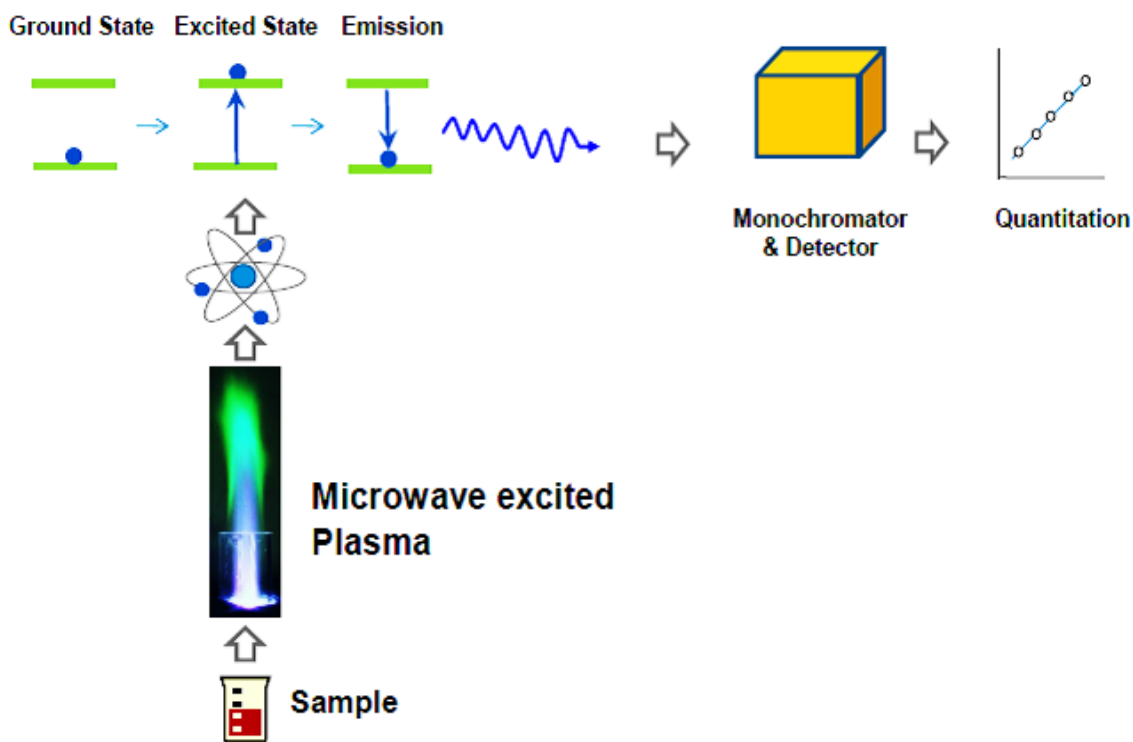 Ground State
Excited State
Emission
Monochromator
& Detector
Quantitation
Microwave excited
Plasma
Sample